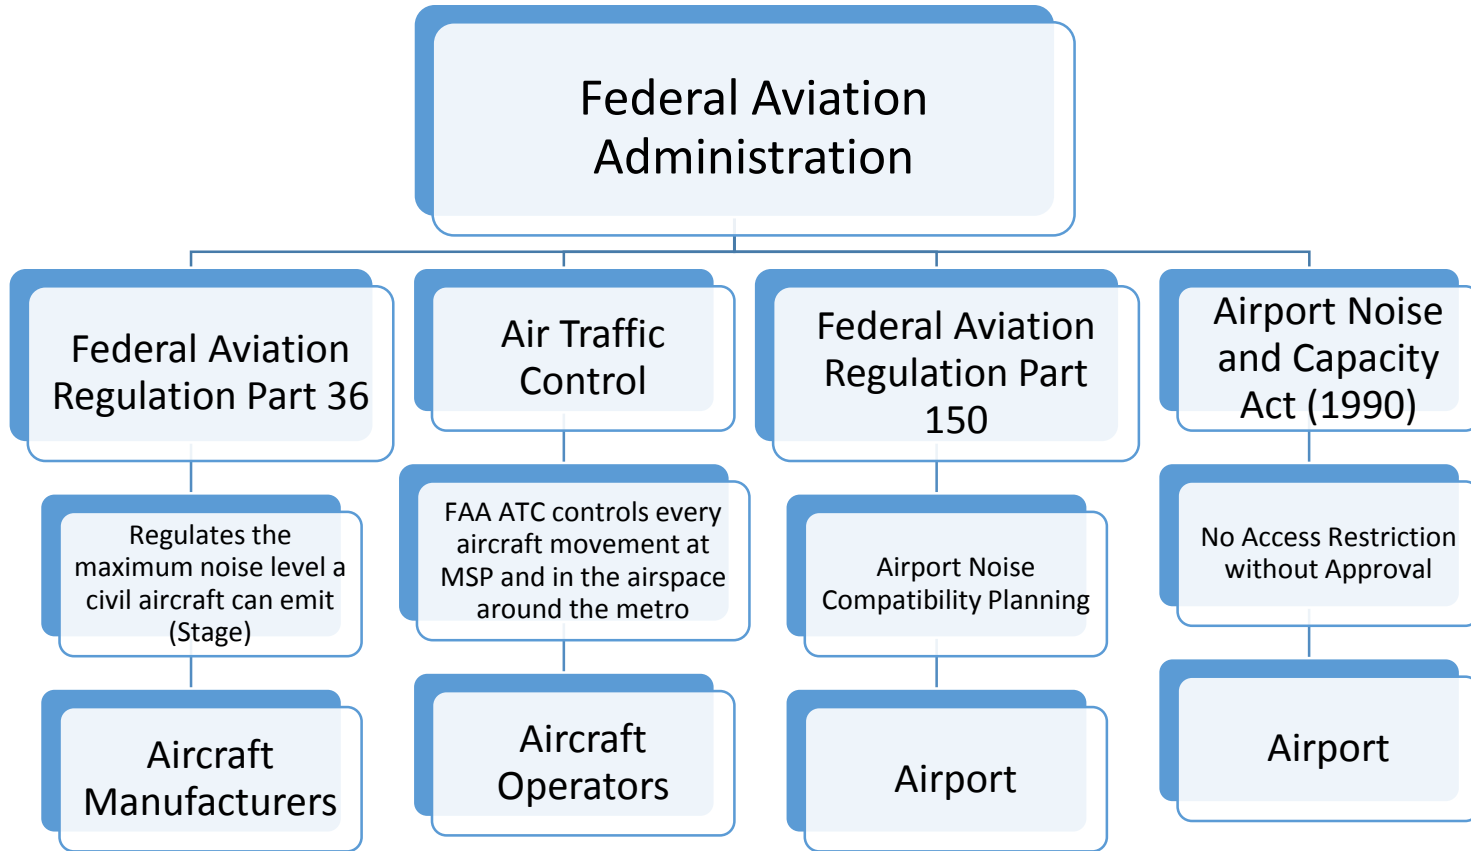 Federal Aviation
Administration
Federal Aviation
Regulation Part 36
Air Traffic
Control
Federal Aviation
Regulation Part
150
Airport Noise
and Capacity
Act (1990)
Regulates the
maximum noise level a
civil aircraft can emit
(Stage)
FAA ATC controls every
aircraft movement at
MSP and in the airspace
around the metro
Airport Noise
Compatibility Planning
No Access Restriction
without Approval
Aircraft
Manufacturers
Aircraft
Operators
Airport
Airport